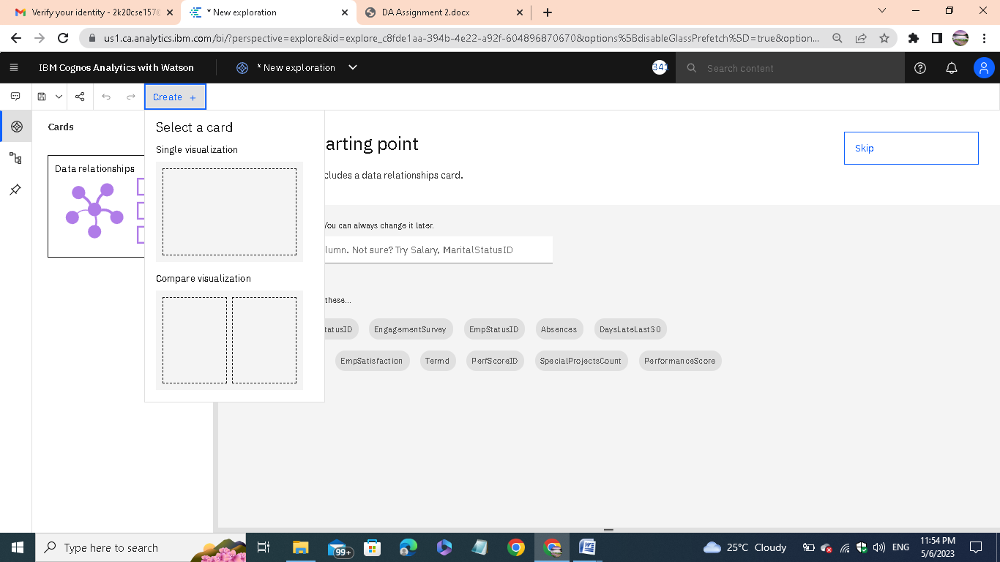 Verify your identity - 2k20cse157@
* New exploration
DA Assignment 2.docx
us1.ca.analytics.ibm.com/bi/?perspective=explore&id=explore_c8fde1aa-394b-4e22-a92f-604896870670&options%5BdisableGlassPrefetch%5D=true&option...
IBM Cognos Analytics with Watson
* New exploration
341
Search content
Create +
Cards
Select a card
Single visualization
Data relationships
Compare visualization
arting point
Skip
cludes a data relationships card.
You can always change it later.
lumn. Not sure? Try Salary, MaritalStatusID
these...
tatusID
EngagementSurvey
EmpStatusID
Absences
DaysLateLast30
EmpSatisfaction
Termd
PerfScoreID
SpecialProjectsCount
PerformanceScore
Type here to search
99+
25°C Cloudy
ENG
11:54 PM
5/6/2023